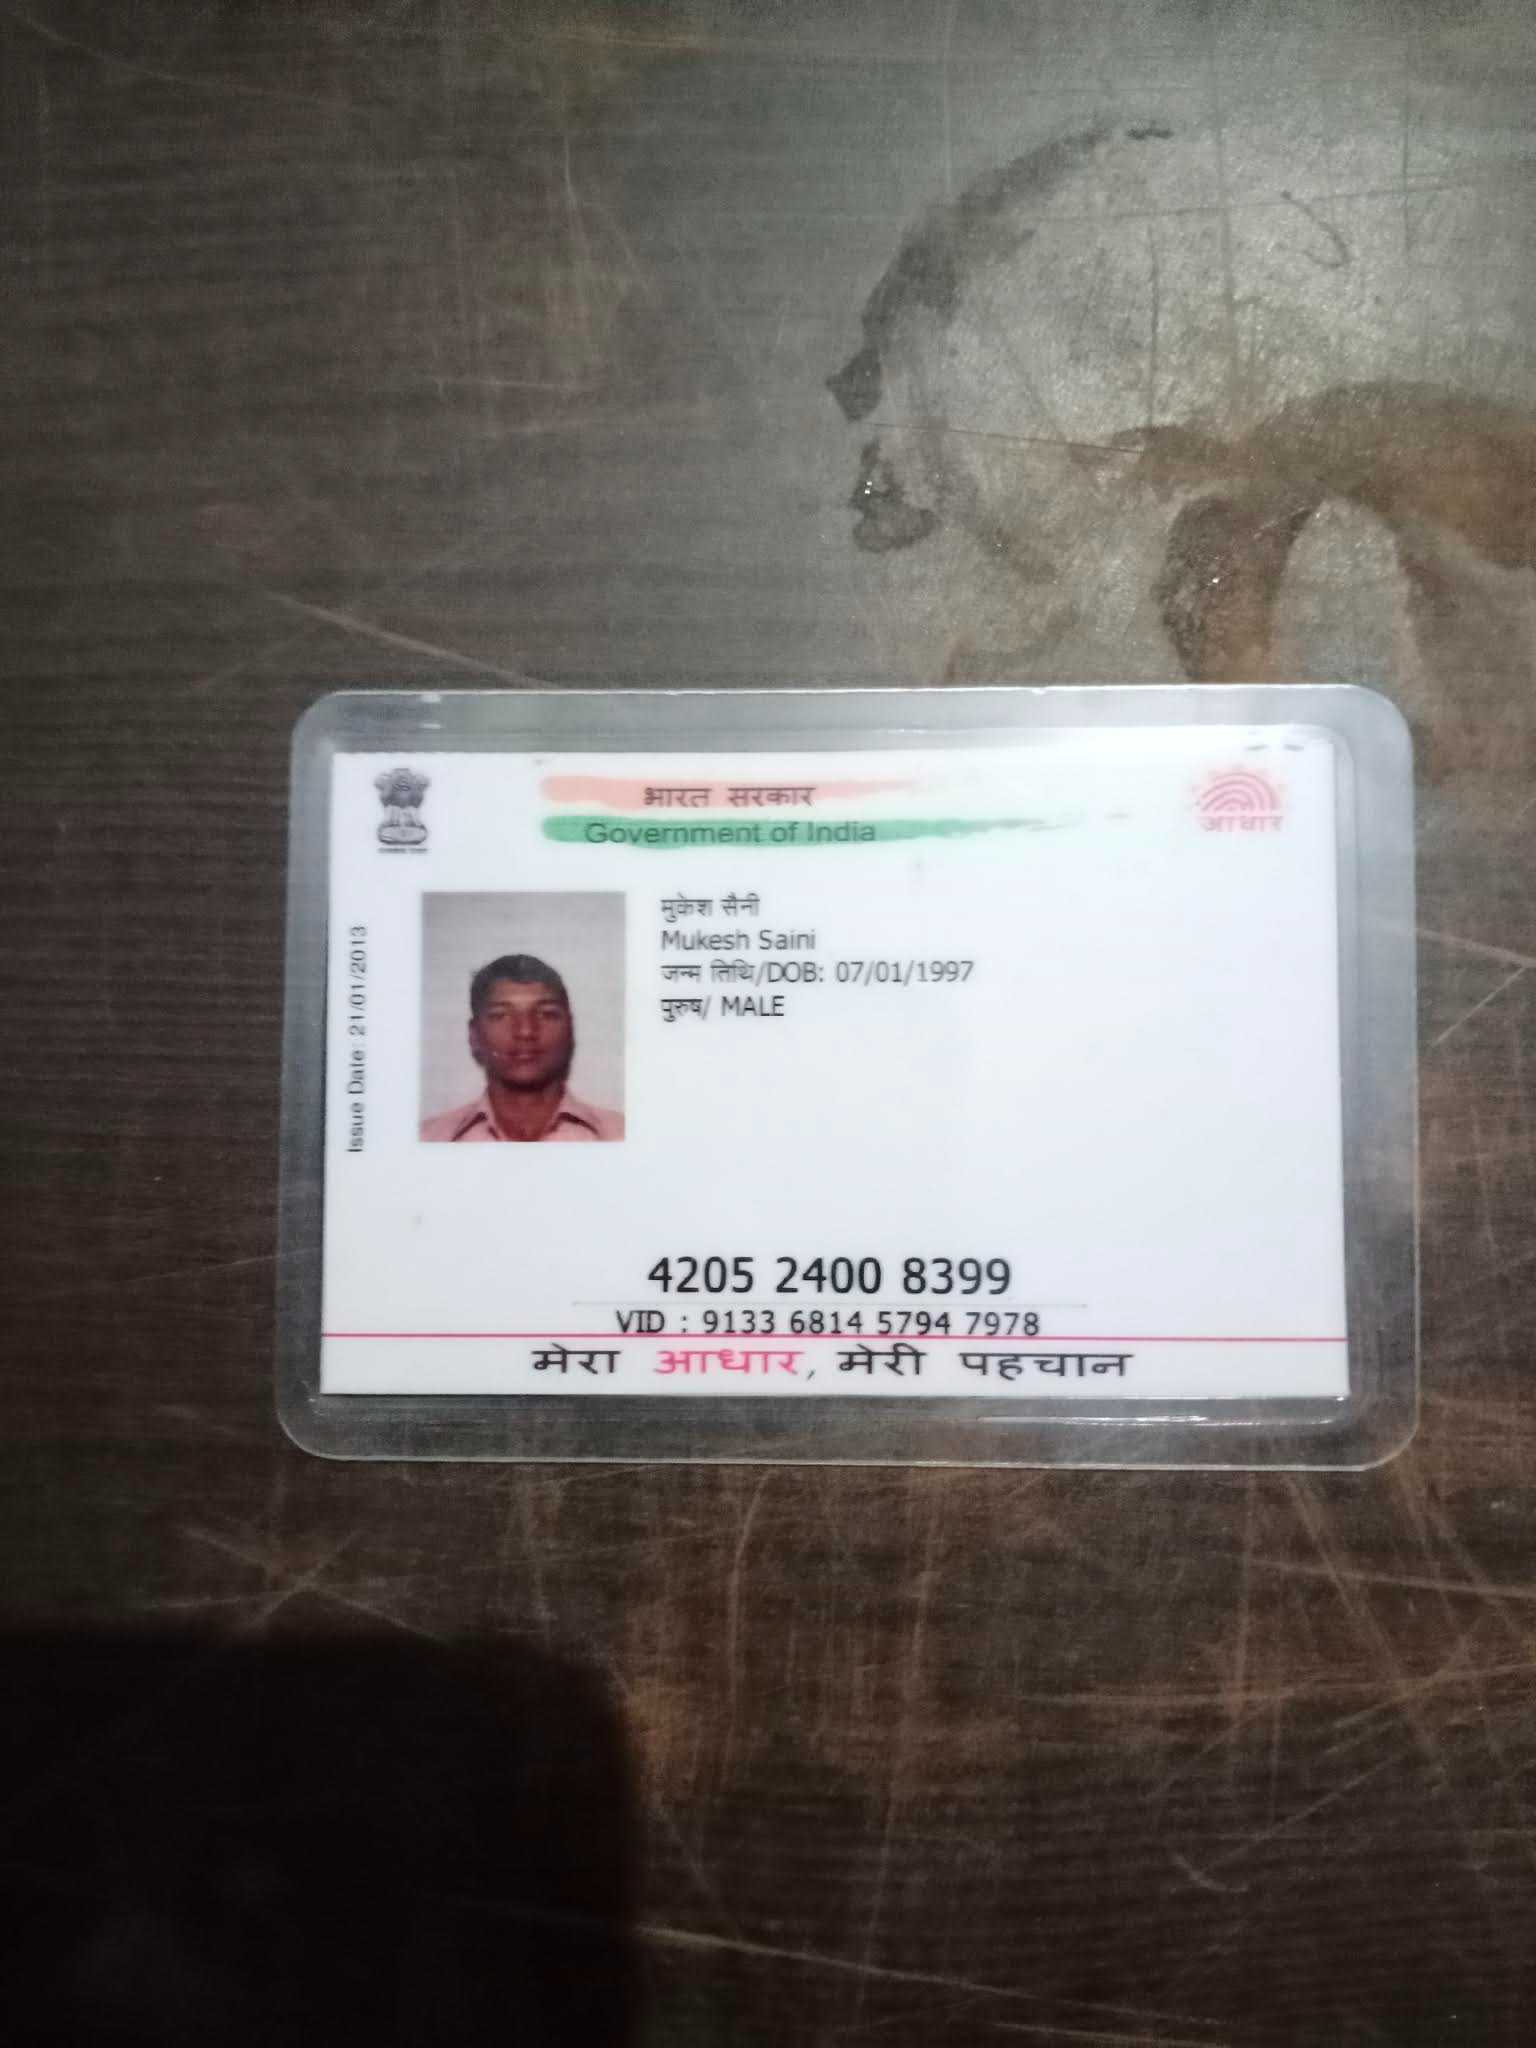 भारत सरकार
Government of India
आधार
Issue Date: 21/01/2013
मुकेश सैनी
Mukesh Saini
जन्म तिथि/DOB: 07/01/1997
पुरुष/ MALE
4205 2400 8399
VID : 9133 6814 5794 7978
मेरा आधार, मेरी पहचान